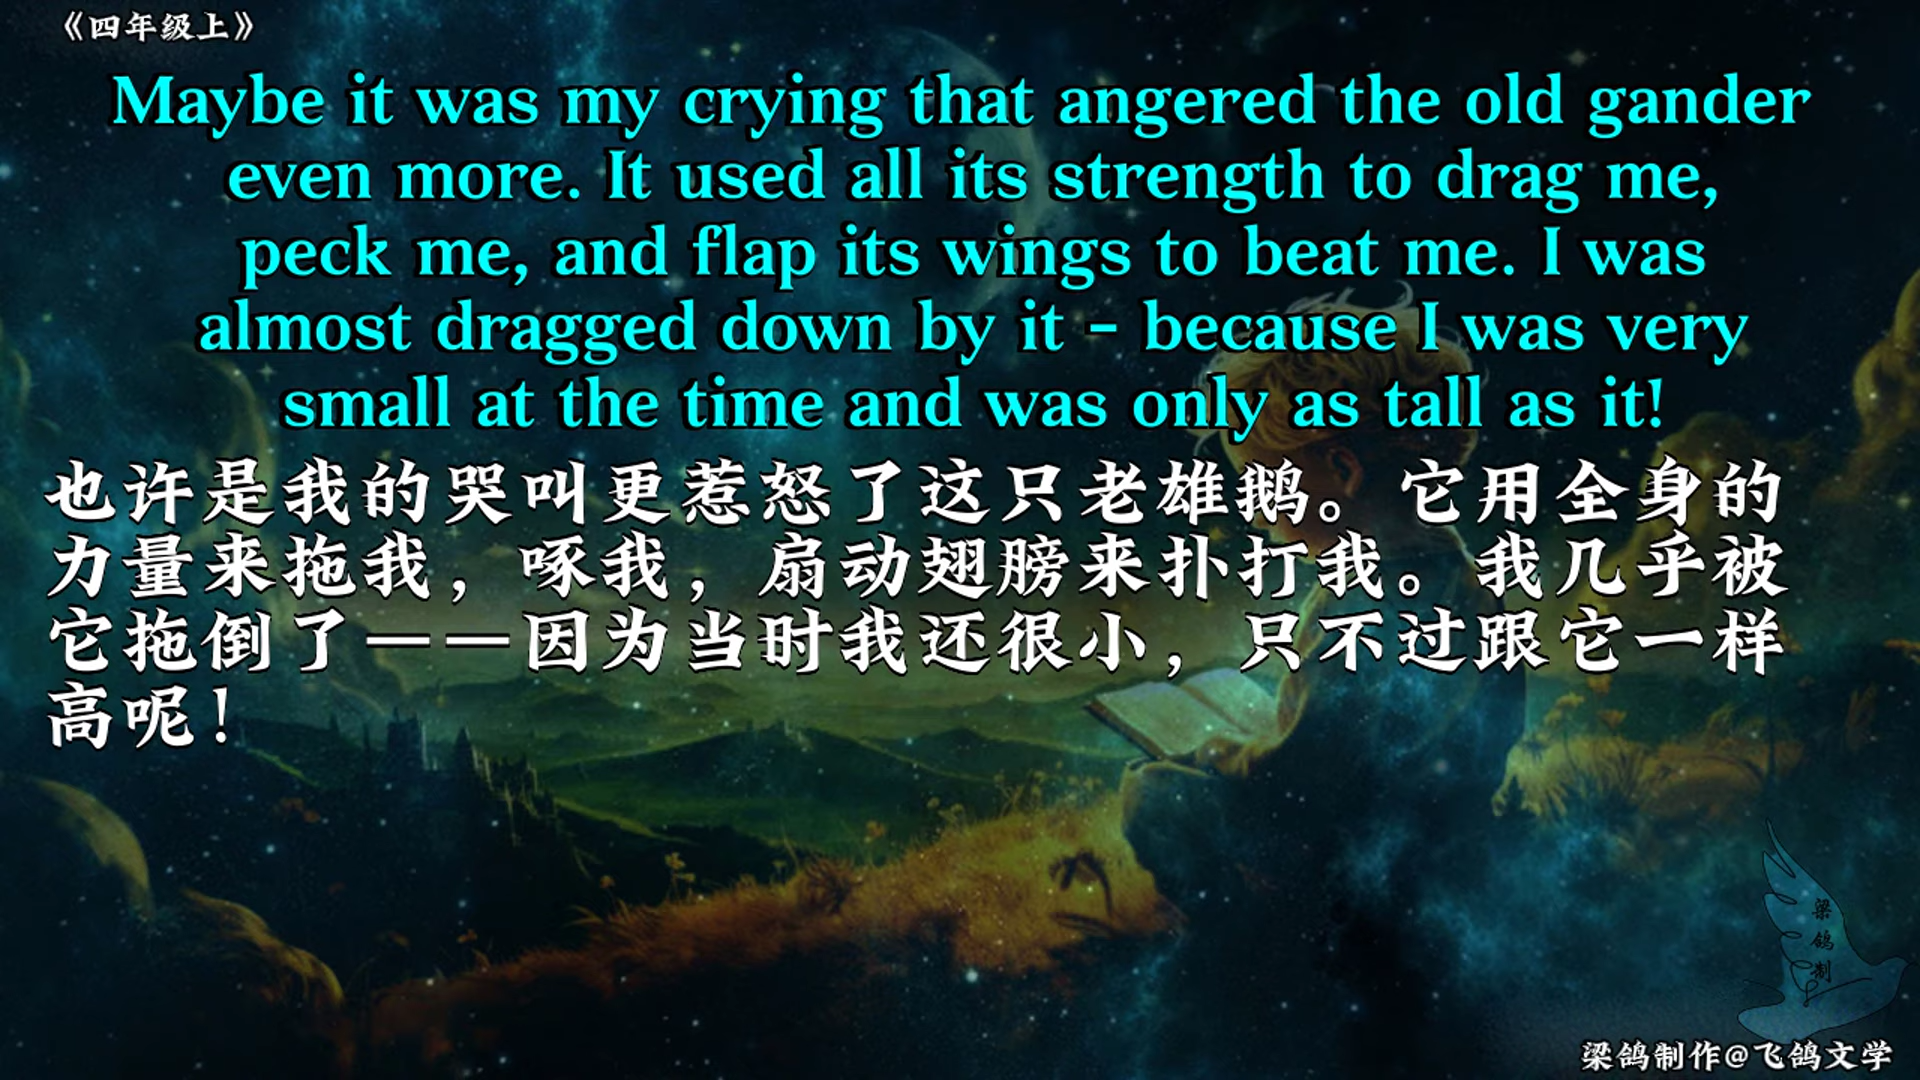 《四年级上》
Maybe it was my crying that angered the old gander
even more. It used all its strength to drag me,
peck me, and flap its wings to beat me. I was
almost dragged down by it - because I was very
small at the time and was only as tall as it!
也许是我的哭叫更惹怒了这只老雄鹅。它用全身的
力量来拖我，啄我，扇动翅膀来扑打我。我几乎被
它拖倒了——因为当时我还很小，只不过跟它一样
高呢！
梁
鸽
制
梁鸽制作@飞鸽文学